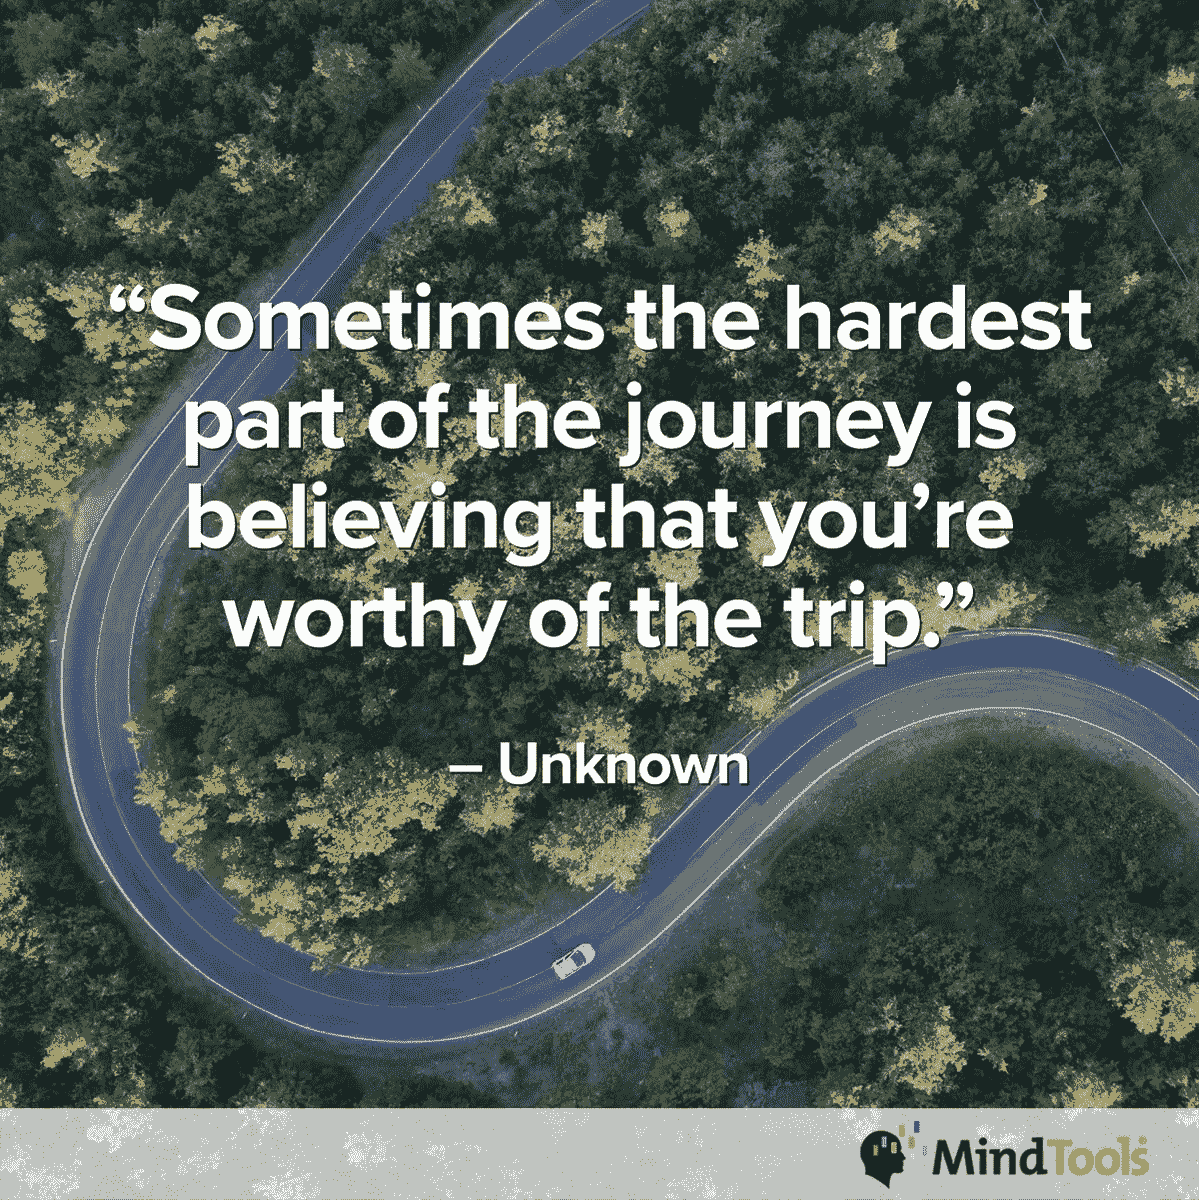 “Sometimes the hardest
part of the journey is
believing that you’re
worthy of the trip.”
– Unknown
MindTools